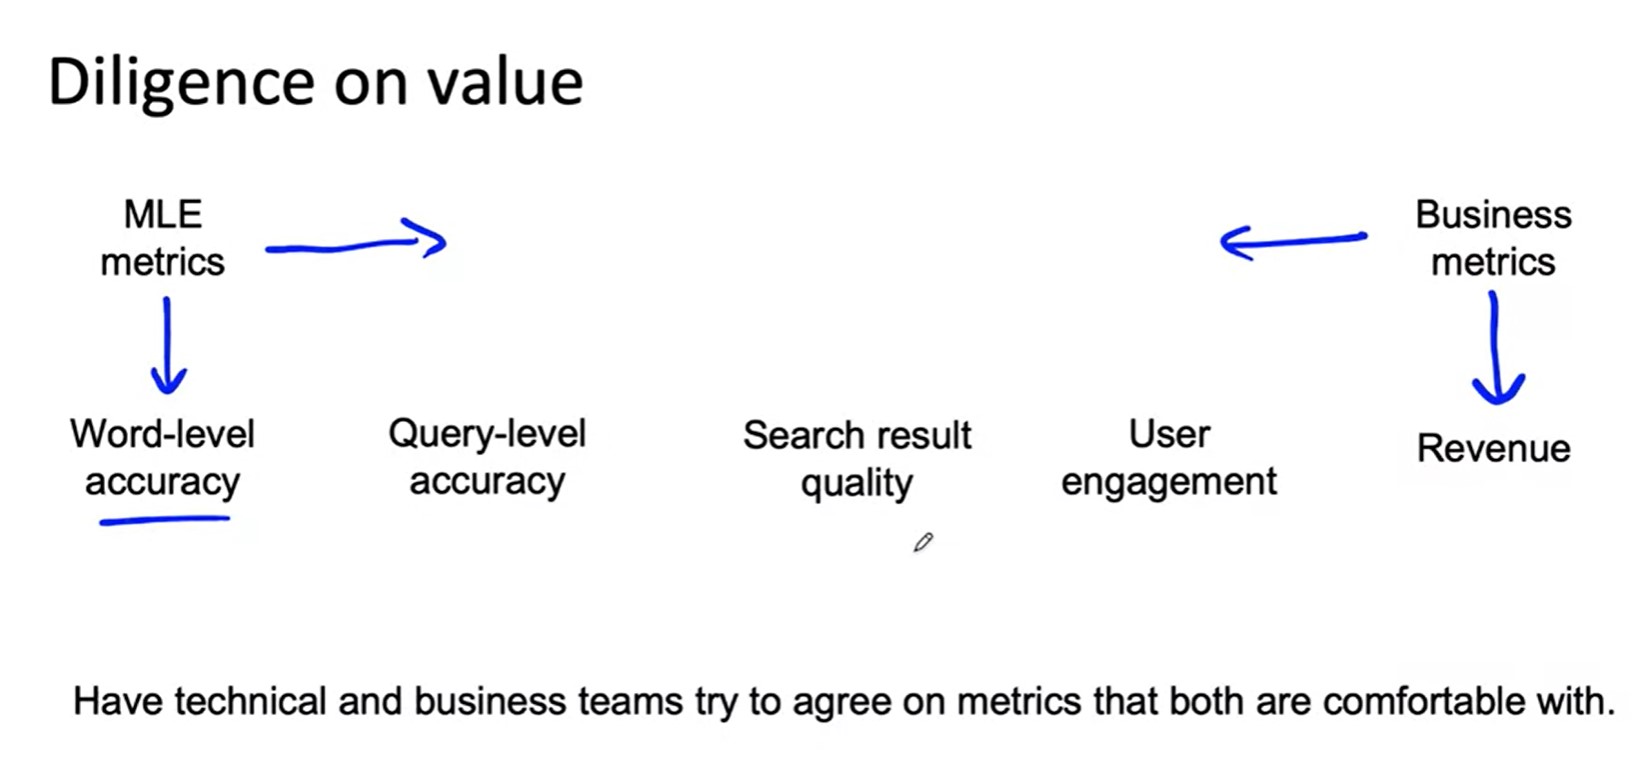 Diligence on value
MLE
metrics
Business
metrics
Word-level
accuracy
Query-level
accuracy
Search result
quality
User
engagement
Revenue
Have technical and business teams try to agree on metrics that both are comfortable with.